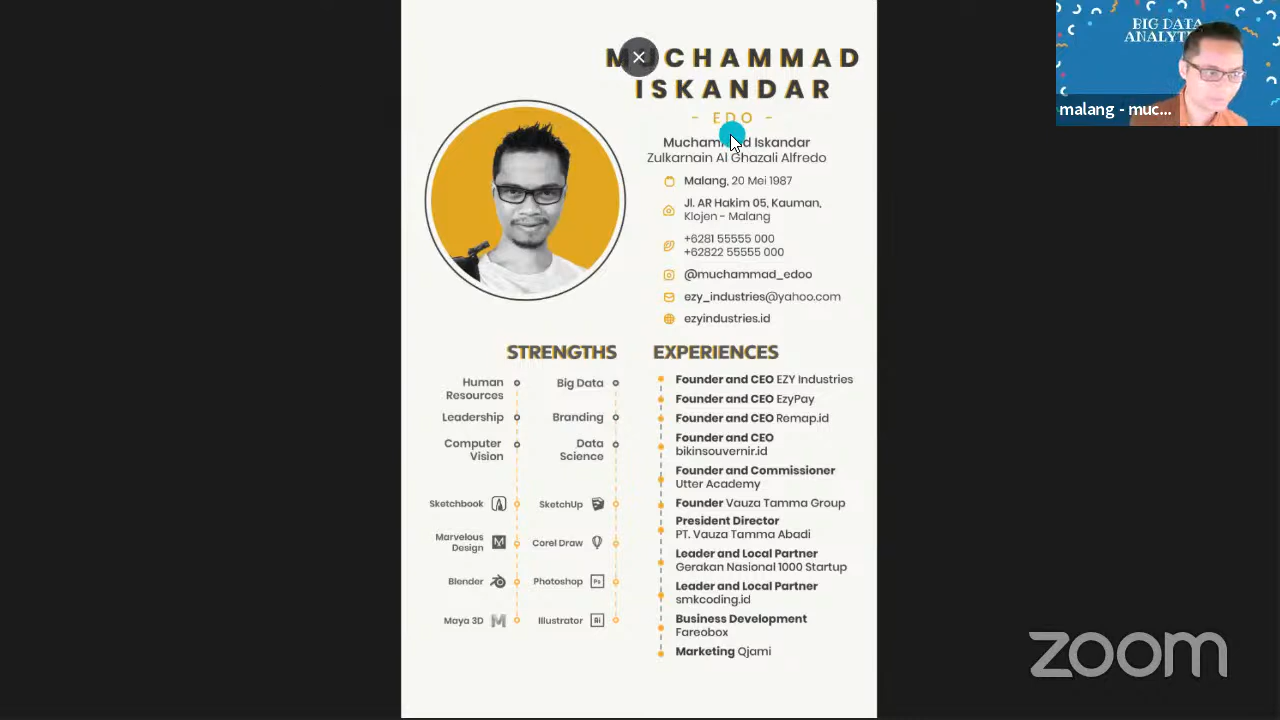 MUCHAMMAD
ISKANDAR
- EDO -
Muchammad Iskandar
Zulkarnain Al Ghazali Alfredo
Malang, 20 Mei 1987
Jl. AR Hakim 05, Kauman,
Klojen - Malang
+6281 55555 000
+62822 55555 000
@muchammad_edoo
ezy_industries@yahoo.com
ezyindustries.id
STRENGTHS
Human
Resources
Big Data
Leadership
Branding
Computer
Vision
Data
Science
Sketchbook
SketchUp
Marvelous
Design
M
Corel Draw
Blender
Photoshop
Ps
Maya 3D
M
Illustrator
Ai
EXPERIENCES
Founder and CEO EZY Industries
Founder and CEO EzyPay
Founder and CEO Remap.id
Founder and CEO
bikinsouvernir.id
Founder and Commissioner
Utter Academy
Founder Vauza Tamma Group
President Director
PT. Vauza Tamma Abadi
Leader and Local Partner
Gerakan Nasional 1000 Startup
Leader and Local Partner
smkcoding.id
Business Development
Fareobox
Marketing Qjami
BIG DATA
malang - muc...
zoom